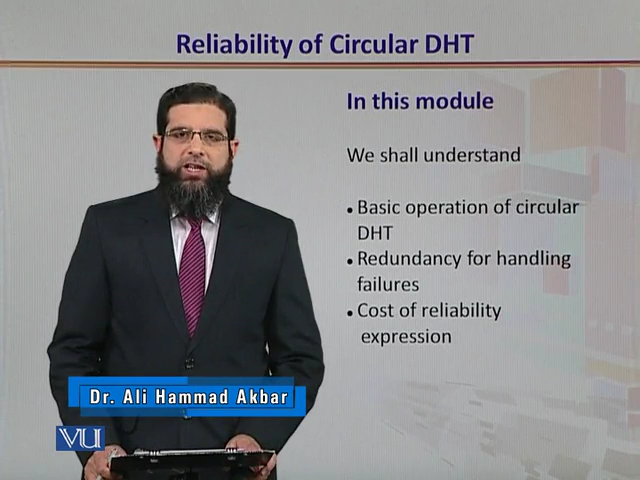 Reliability of Circular DHT
In this module
We shall understand
• Basic operation of circular
DHT
• Redundancy for handling
failures
• Cost of reliability
expression
Dr. Ali Hammad Akbar
VU